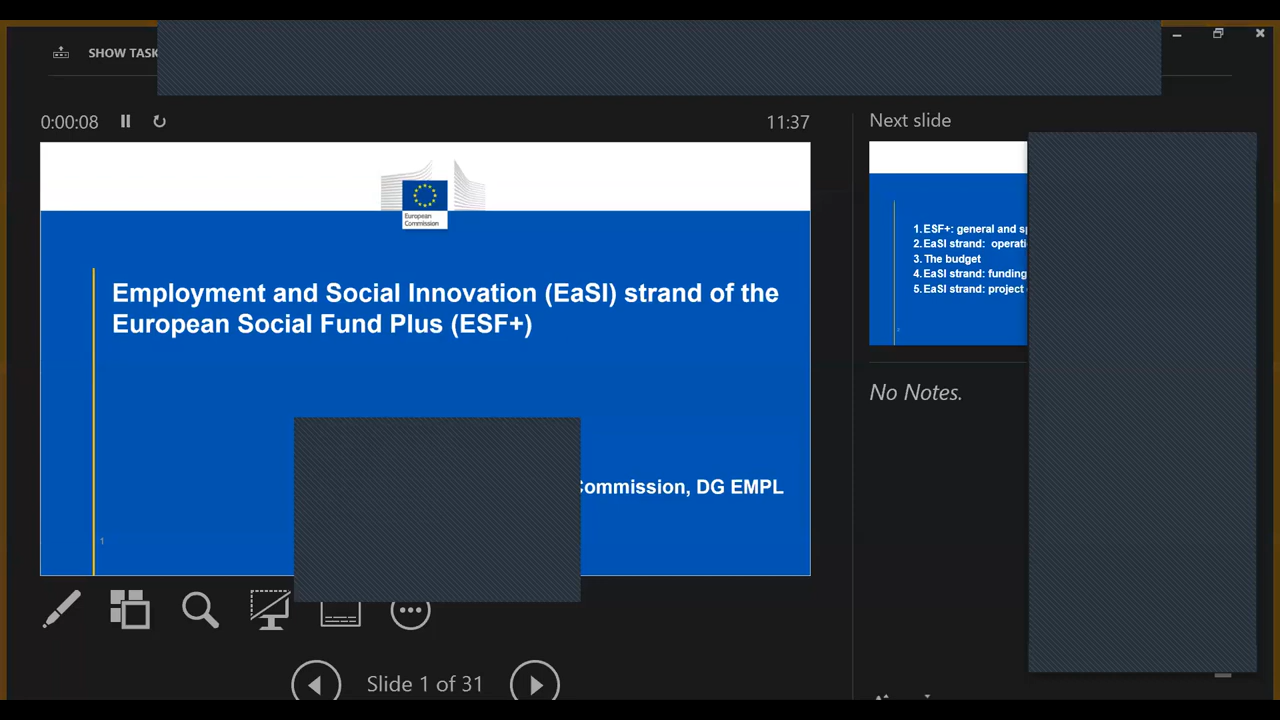 SHOW TASK
0:00:08
11:37
Next slide
European
Commission
Employment and Social Innovation (EaSI) strand of the
European Social Fund Plus (ESF+)
Commission, DG EMPL
1
1. ESF+: general and
2. EaSI strand:
3. The budget
4. EaSI strand: funding
5. EaSI strand: project
No Notes.
Slide 1 of 31